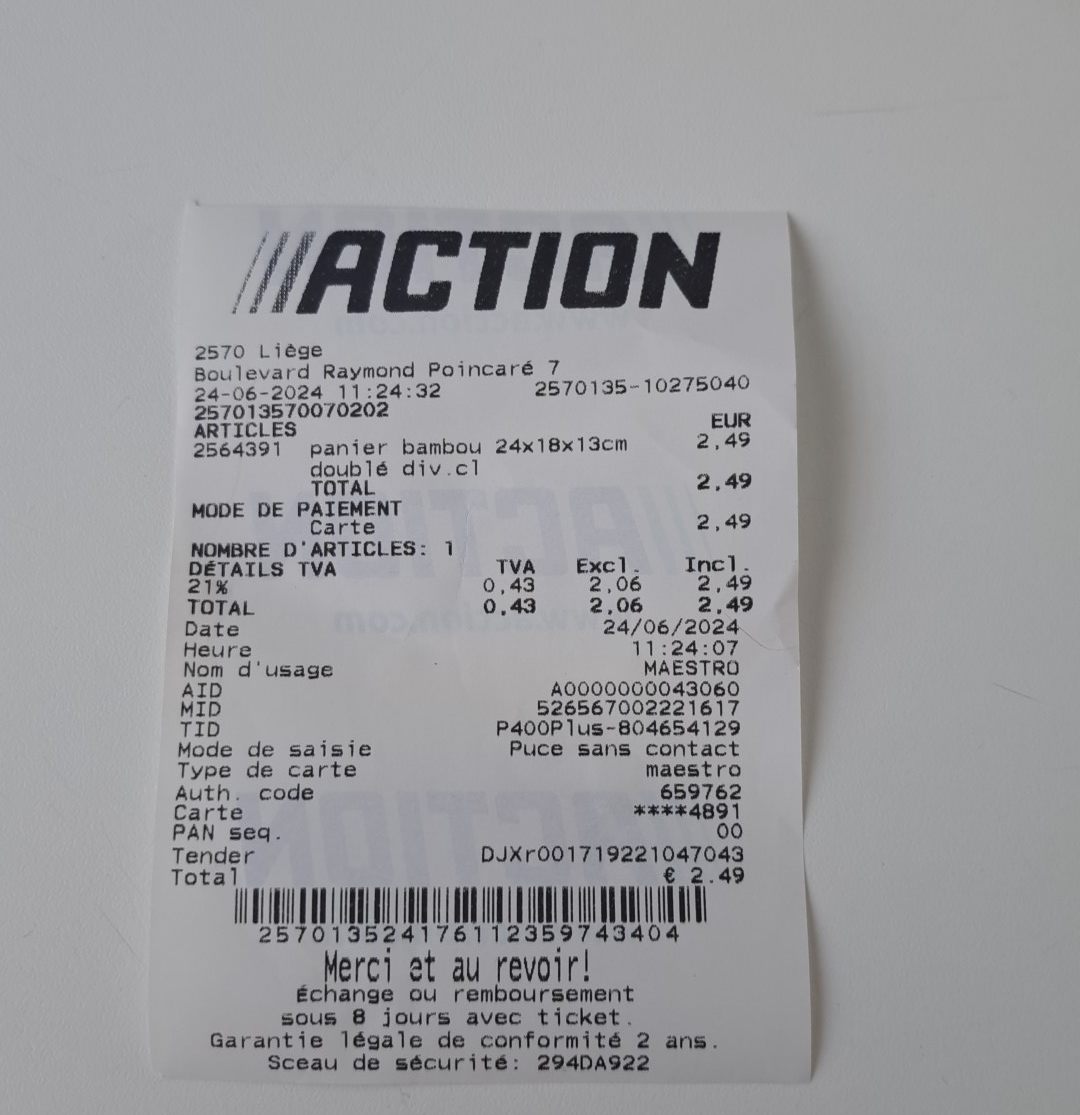 ACTION
2570 Liège
Boulevard Raymond Poincaré 7
24-06-2024 11:24:32 2570135-10275040
257013570070202
ARTICLES EUR
2564391 panier bambou 24x18x13cm 2,49
doublé div.cl
TOTAL 2,49
MODE DE PAIEMENT
Carte 2,49
NOMBRE D'ARTICLES: 1
DÉTAILS TVA TVA Excl. Incl.
21% 0,43 2,06 2,49
TOTAL 0,43 2,06 2,49
Date 24/06/2024
Heure 11:24:07
Nom d'usage MAESTRO
AID A0000000043060
MID 526567002221617
TID P400Plus-804654129
Mode de saisie Puce sans contact
Type de carte maestro
Auth. code 659762
Carte ****4891
PAN seq. 00
Tender DJXr001719221047043
Total € 2.49
257013524176112359743404
Merci et au revoir!
Échange ou remboursement
sous 8 jours avec ticket.
Garantie légale de conformité 2 ans.
Sceau de sécurité: 294DA922